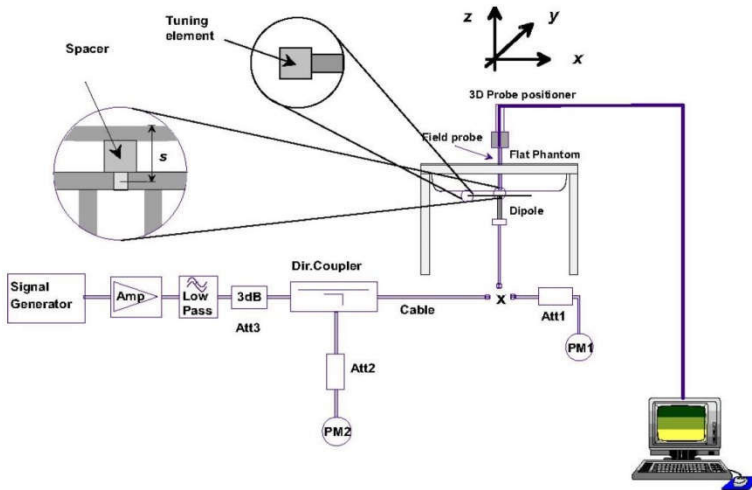 Tuning
element
Spacer
s
z
y
x
3D Probe positioner
Field probe
Flat Phantom
Dipole
Signal
Generator
Amp
Low
Pass
3dB
Att3
Dir.Coupler
Cable
x
Att1
PM1
Att2
PM2